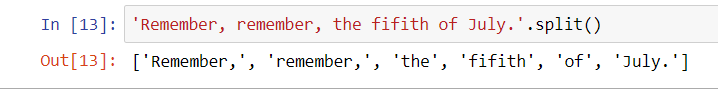 In [13]: 'Remember, remember, the fifith of July.'.split()
Out[13]: ['Remember,', 'remember,', 'the', 'fifith', 'of', 'July.']